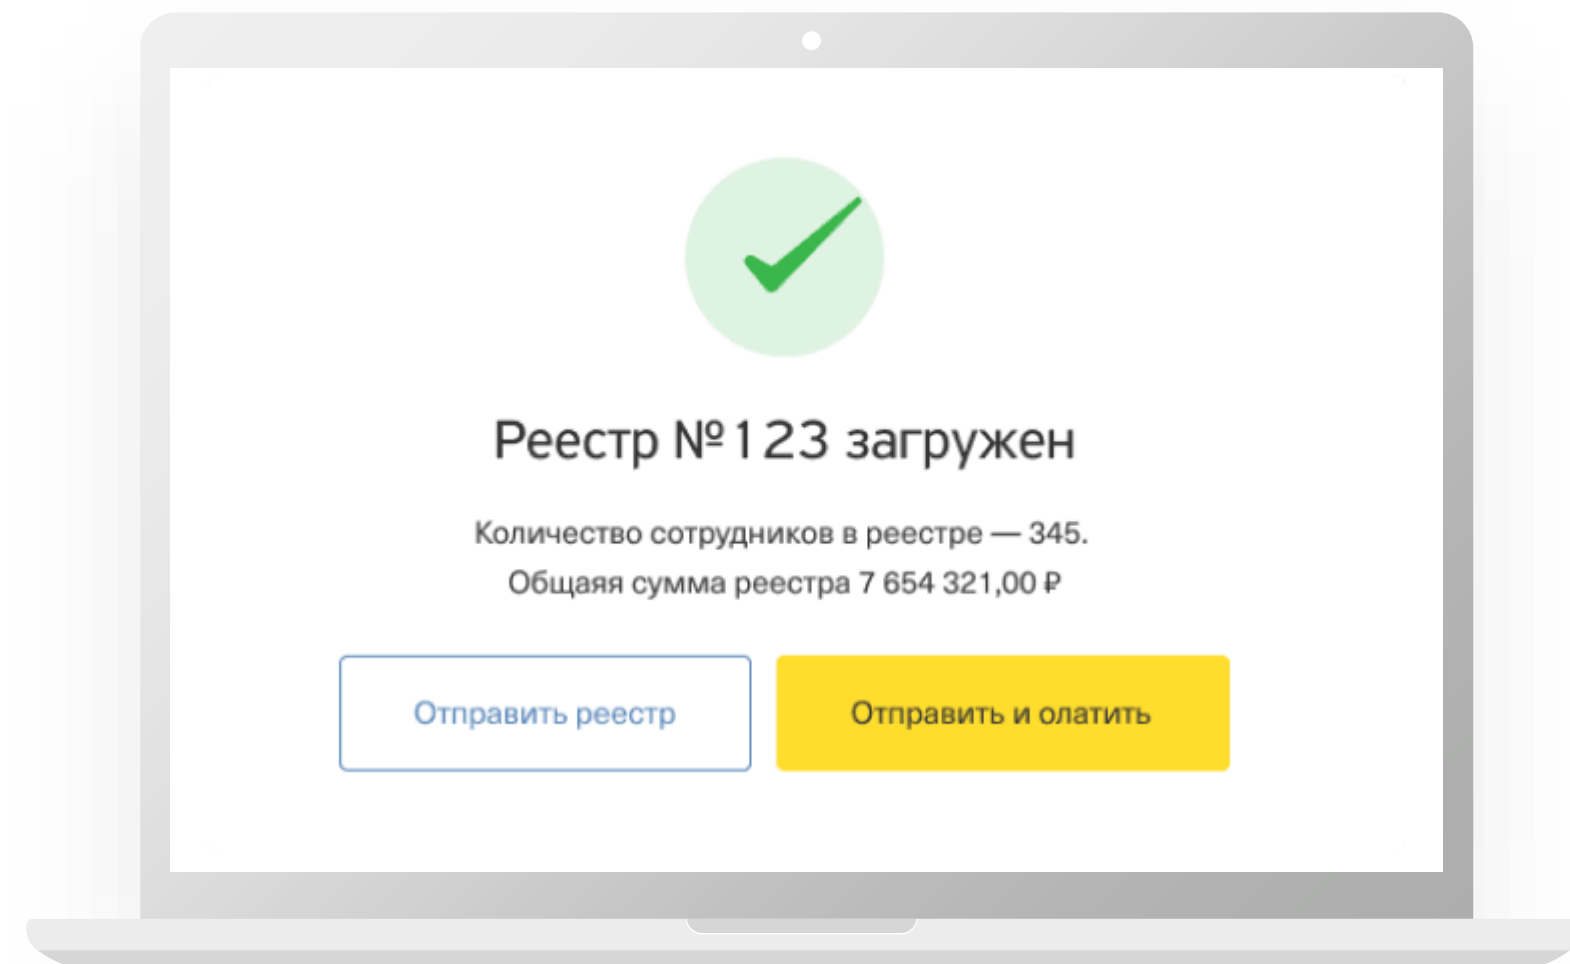 Реестр №123 загружен
Количество сотрудников в реестре — 345.
Общаяя сумма реестра 7 654 321,00 ₽
Отправить реестр
Отправить и олатить